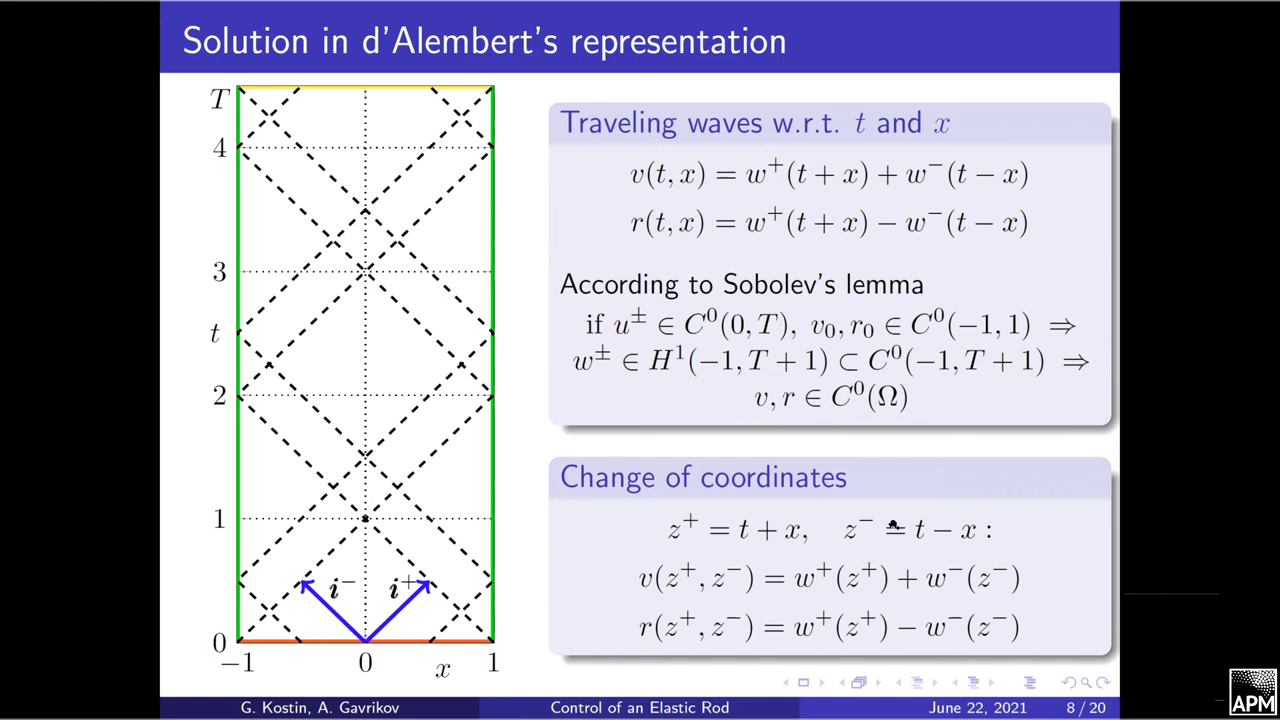 Solution in d'Alembert's representation
T
4
3
t
2
1
0
i⁻ i⁺
−1 0 x 1
Traveling waves w.r.t. t and x
v(t, x) = w⁺(t + x) + w⁻(t − x)
r(t, x) = w⁺(t + x) − w⁻(t − x)
According to Sobolev's lemma
if u± ∈ C⁰(0, T), v₀, r₀ ∈ C⁰(−1, 1) ⇒
w± ∈ H¹(−1, T + 1) ⊂ C⁰(−1, T + 1) ⇒
v, r ∈ C⁰(Ω)
Change of coordinates
z⁺ = t + x, z⁻ = t − x :
v(z⁺, z⁻) = w⁺(z⁺) + w⁻(z⁻)
r(z⁺, z⁻) = w⁺(z⁺) − w⁻(z⁻)
G. Kostin, A. Gavrikov Control of an Elastic Rod June 22, 2021 8 / 20
APM